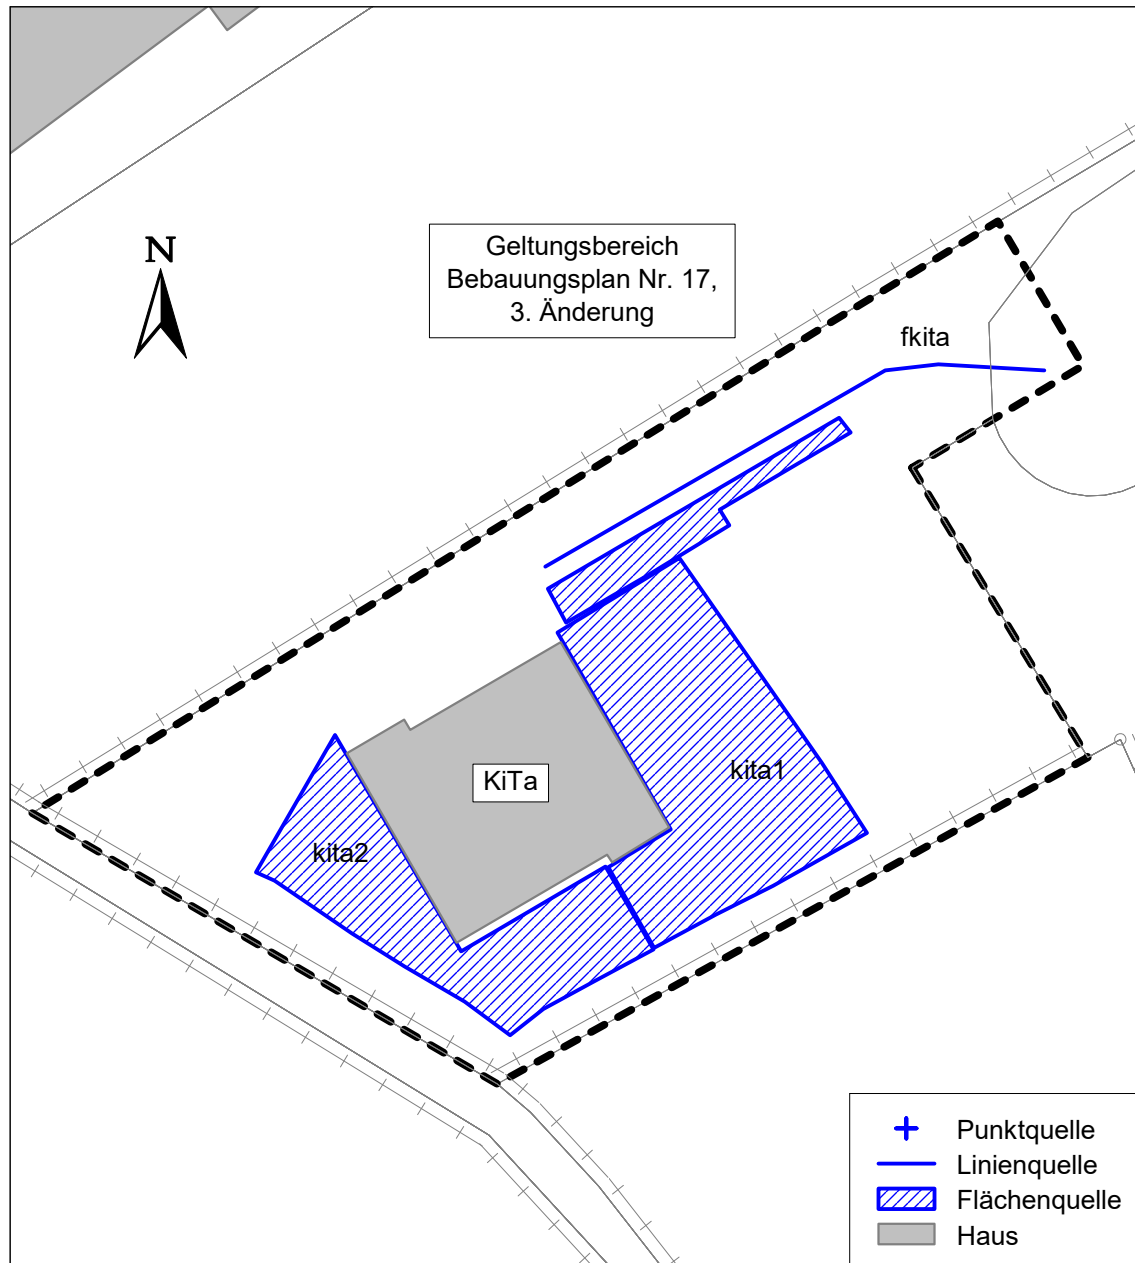 N
Geltungsbereich
Bebauungsplan Nr. 17,
3. Änderung
fkita
kita1
KiTa
kita2
Punktquelle
Linienquelle
Flächenquelle
Haus